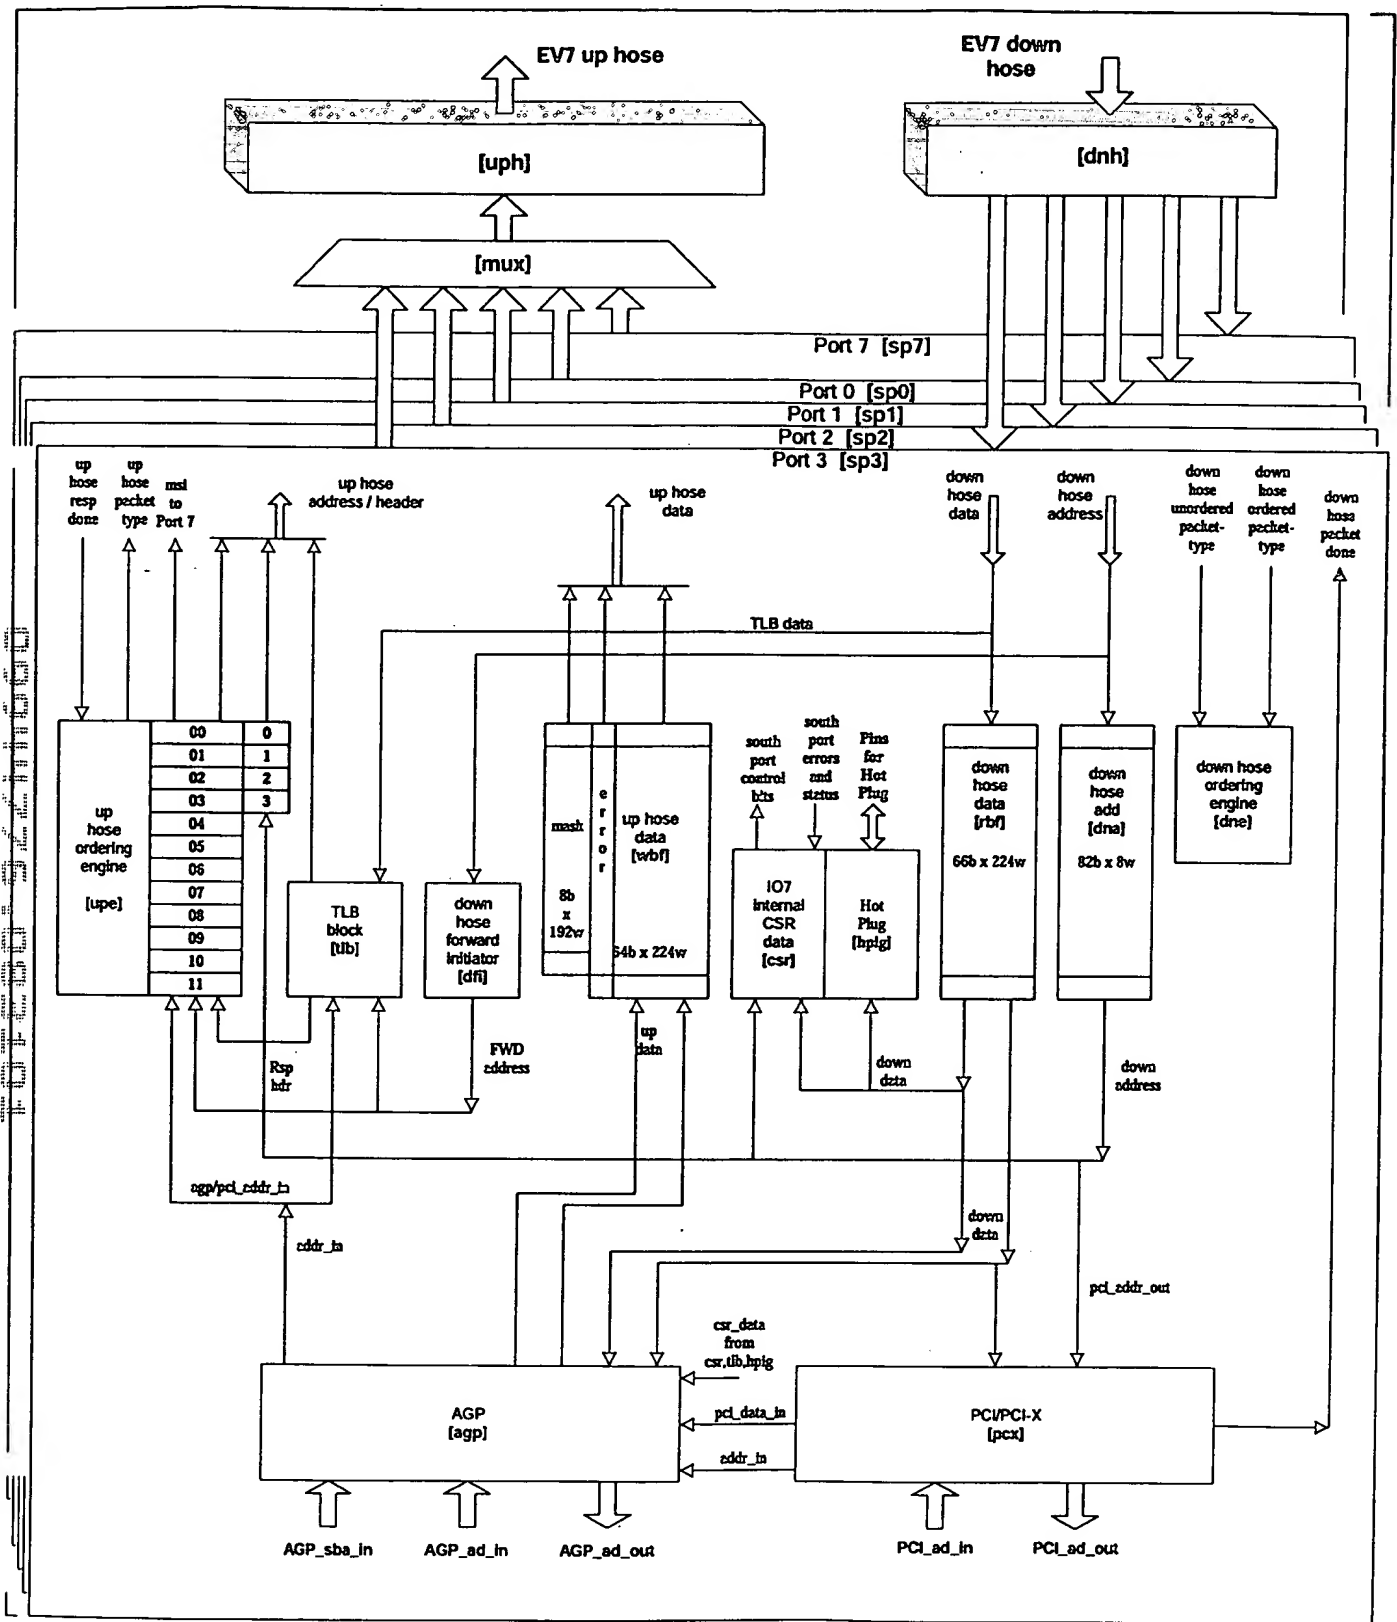 EV7 up hose
EV7 down
hose
[uph]
[dnh]
[mux]
Port 7 [sp7]
Port 0 [sp0]
Port 1 [sp1]
Port 2 [sp2]
Port 3 [sp3]
up
hose
resp
done
up
hose
packet
type
msi
to
Port 7
up hose
address / header
up hose
data
down
hose
data
down
hose
address
down
hose
unordered
packet-
type
down
hose
ordered
packet-
type
down
hose
packet
done
TLB data
up
hose
ordering
engine
[upe]
00
01
02
03
04
05
06
07
08
09
10
11
0
1
2
3
TLB
block
[tlb]
down
hose
forward
initiator
[dfi]
mask
8b
x
192w
error
up hose
data
[wbf]
64b x 224w
south
port
control
bits
south
port
errors
and
status
Pins
for
Hot
Plug
IO7
internal
CSR
data
[csr]
Hot
Plug
[hpig]
down
hose
data
[rbf]
66b x 224w
down
hose
add
[dna]
82b x 8w
down hose
ordering
engine
[dne]
Rsp
hdr
FWD
address
up
data
down
data
down
address
agp/pci_addr_in
addr_in
down
data
pci_addr_out
csr_data
from
csr,tlb,hpig
AGP
[agp]
pci_data_in
addr_in
PCI/PCI-X
[pcx]
AGP_sba_in
AGP_ad_in
AGP_ad_out
PCI_ad_in
PCI_ad_out